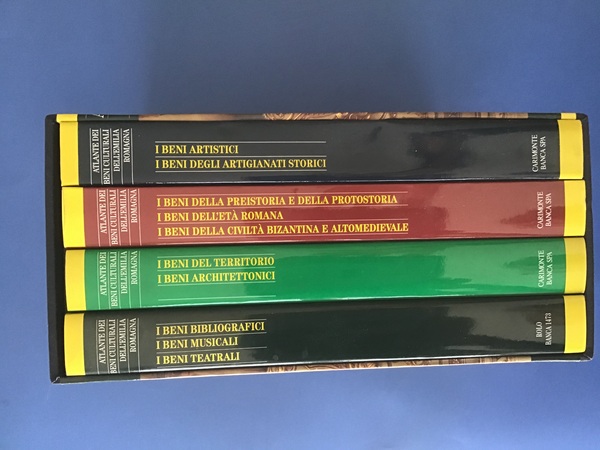 ATLANTE DEI
BENI CULTURALI
DELL'EMILIA
ROMAGNA
I BENI ARTISTICI
I BENI DEGLI ARTIGIANATI STORICI
CARIMONTE
BANCA SPA
ATLANTE DEI
BENI CULTURALI
DELL'EMILIA
ROMAGNA
I BENI DELLA PREISTORIA E DELLA PROTOSTORIA
I BENI DELL'ETÀ ROMANA
I BENI DELLA CIVILTÀ BIZANTINA E ALTOMEDIEVALE
CARIMONTE
BANCA SPA
ATLANTE DEI
BENI CULTURALI
DELL'EMILIA
ROMAGNA
I BENI DEL TERRITORIO
I BENI ARCHITETTONICI
CARIMONTE
BANCA SPA
ATLANTE DEI
BENI CULTURALI
DELL'EMILIA
ROMAGNA
I BENI BIBLIOGRAFICI
I BENI MUSICALI
I BENI TEATRALI
ROLO
BANCA 1473